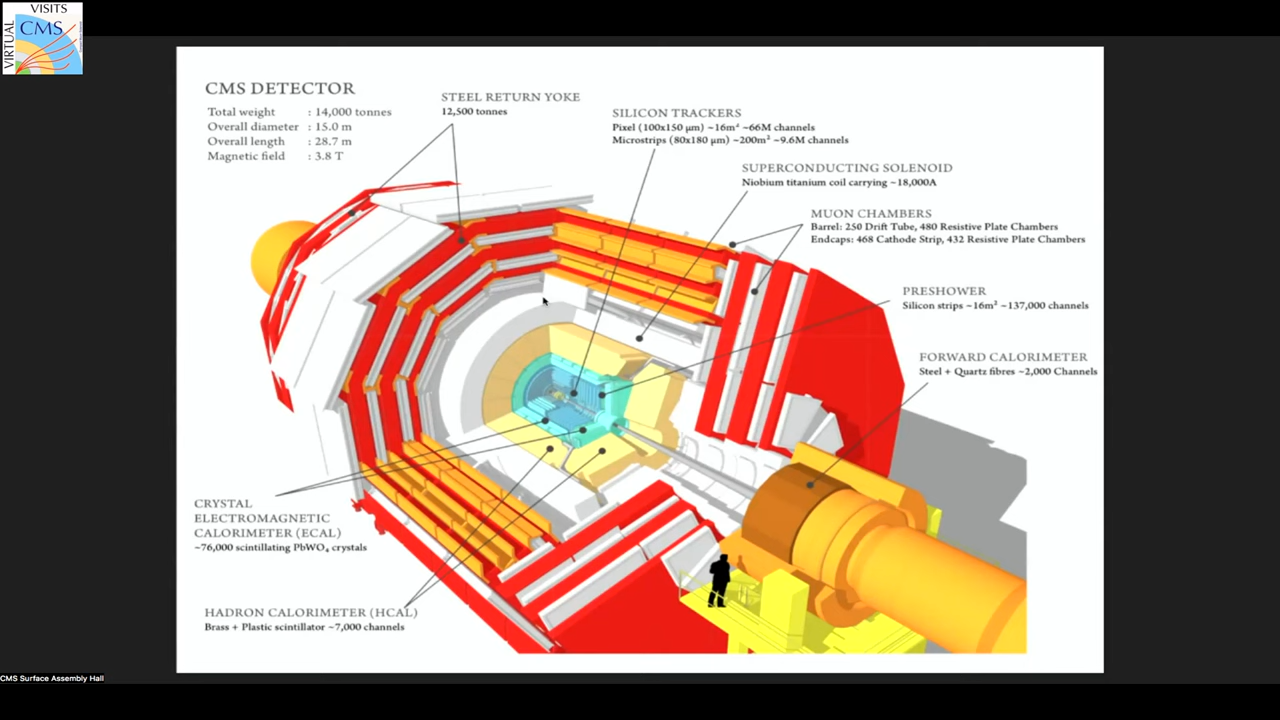 VISITS
VIRTUAL
CMS
CMS DETECTOR
Total weight : 14,000 tonnes
Overall diameter : 15.0 m
Overall length : 28.7 m
Magnetic field : 3.8 T
STEEL RETURN YOKE
12,500 tonnes
SILICON TRACKERS
Pixel (100x150 μm) ~16m² ~66M channels
Microstrips (80x180 μm) ~200m² ~9.6M channels
SUPERCONDUCTING SOLENOID
Niobium titanium coil carrying ~18,000A
MUON CHAMBERS
Barrel: 250 Drift Tube, 480 Resistive Plate Chambers
Endcaps: 468 Cathode Strip, 432 Resistive Plate Chambers
PRESHOWER
Silicon strips ~16m² ~137,000 channels
FORWARD CALORIMETER
Steel + Quartz fibres ~2,000 Channels
CRYSTAL
ELECTROMAGNETIC
CALORIMETER (ECAL)
~76,000 scintillating PbWO₄ crystals
HADRON CALORIMETER (HCAL)
Brass + Plastic scintillator ~7,000 channels
CMS Surface Assembly Hall